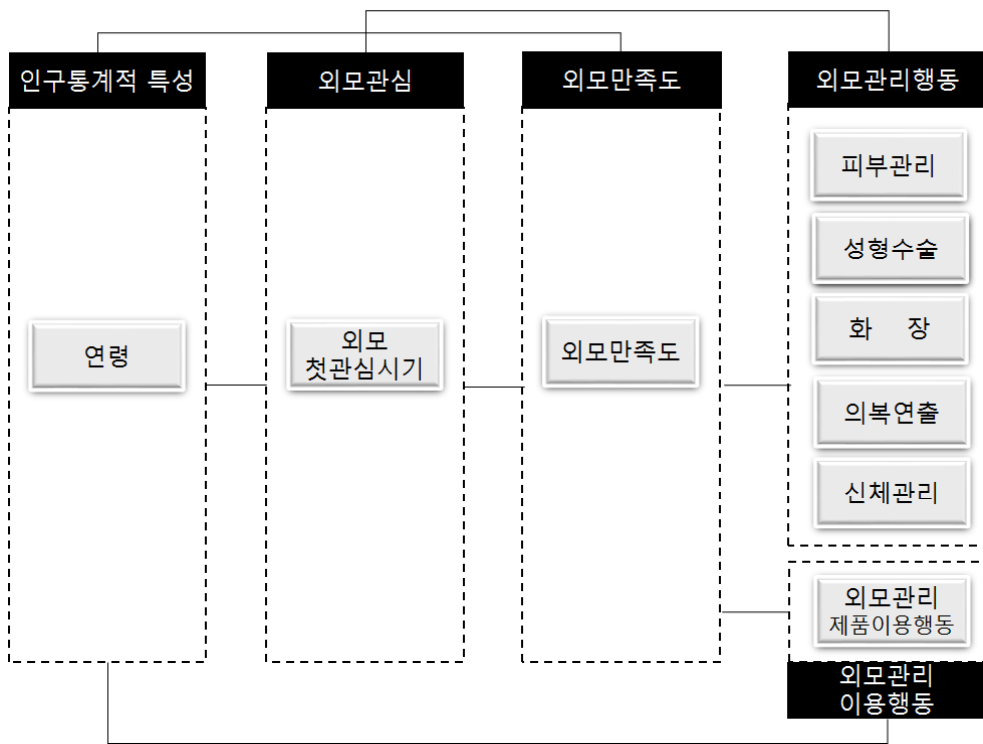 인구통계적 특성
외모관심
외모만족도
외모관리행동
피부관리
성형수술
화 장
의복연출
신체관리
연령
외모
첫관심시기
외모만족도
외모관리
제품이용행동
외모관리
이용행동